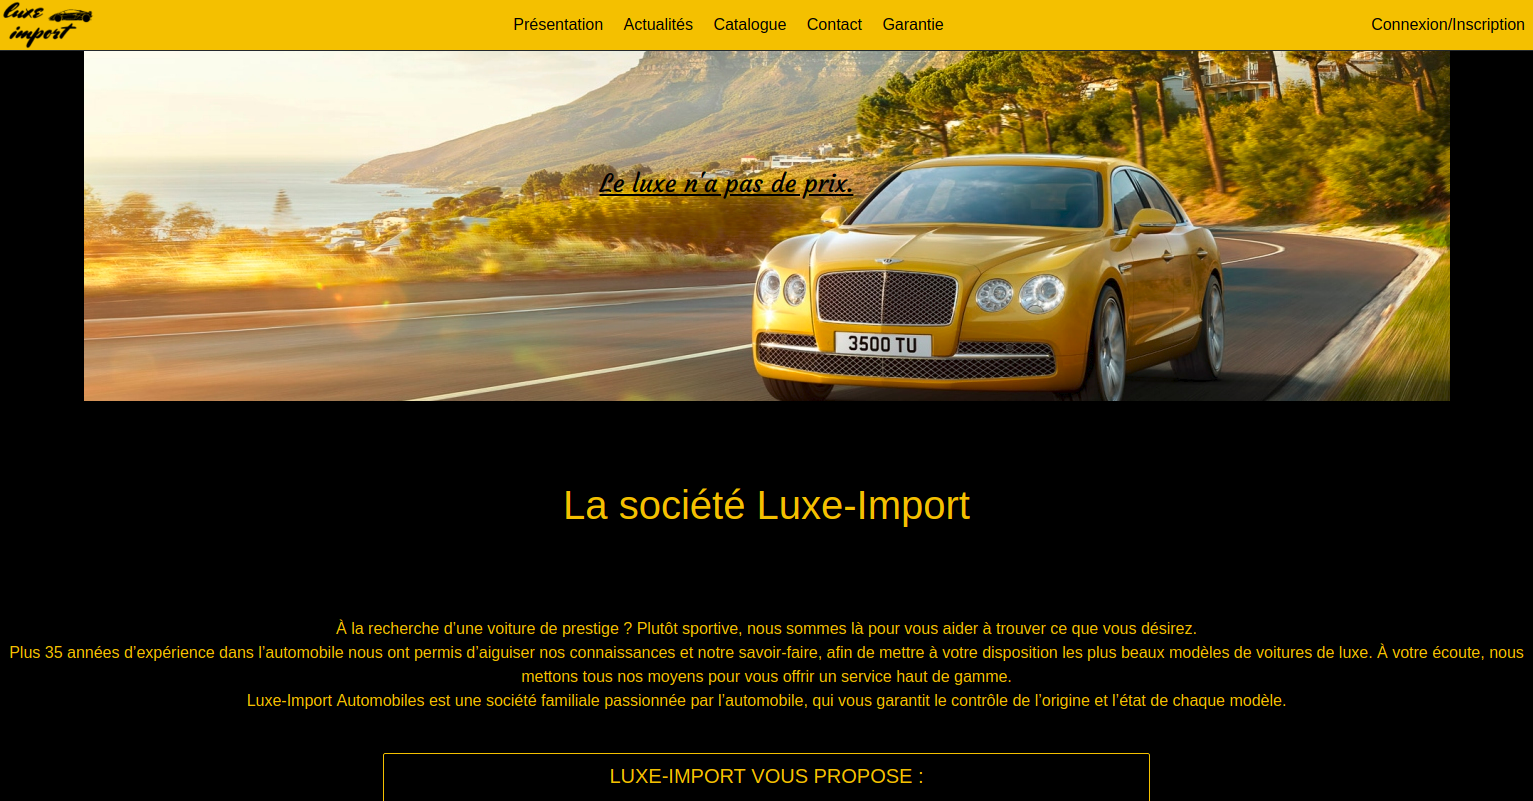 luxe
import
Présentation Actualités Catalogue Contact Garantie Connexion/Inscription
Le luxe n'a pas de prix.
3500 TU
La société Luxe-Import
À la recherche d’une voiture de prestige ? Plutôt sportive, nous sommes là pour vous aider à trouver ce que vous désirez.
Plus 35 années d’expérience dans l’automobile nous ont permis d’aiguiser nos connaissances et notre savoir-faire, afin de mettre à votre disposition les plus beaux modèles de voitures de luxe. À votre écoute, nous
mettons tous nos moyens pour vous offrir un service haut de gamme.
Luxe-Import Automobiles est une société familiale passionnée par l’automobile, qui vous garantit le contrôle de l’origine et l’état de chaque modèle.
LUXE-IMPORT VOUS PROPOSE :